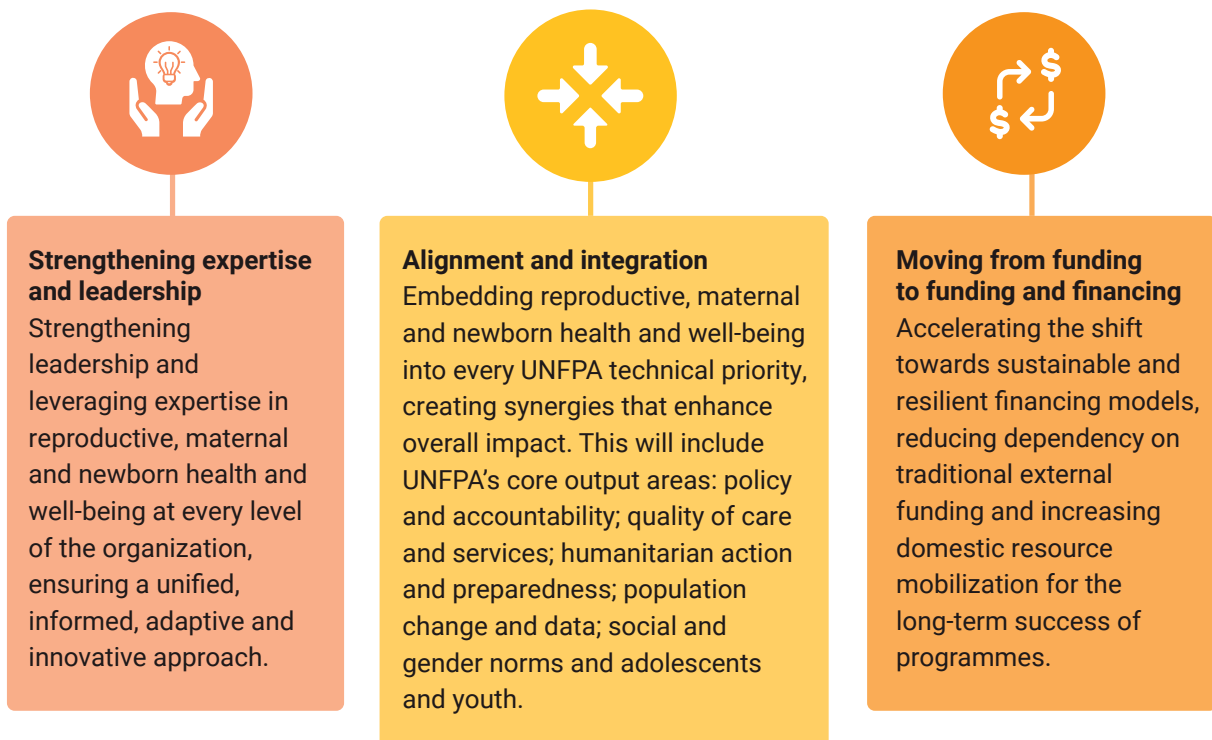 Strengthening expertise
and leadership
Strengthening
leadership and
leveraging expertise in
reproductive, maternal
and newborn health and
well-being at every level
of the organization,
ensuring a unified,
informed, adaptive and
innovative approach.
Alignment and integration
Embedding reproductive, maternal
and newborn health and well-being
into every UNFPA technical priority,
creating synergies that enhance
overall impact. This will include
UNFPA’s core output areas: policy
and accountability; quality of care
and services; humanitarian action
and preparedness; population
change and data; social and
gender norms and adolescents
and youth.
$
$
Moving from funding
to funding and financing
Accelerating the shift
towards sustainable and
resilient financing models,
reducing dependency on
traditional external
funding and increasing
domestic resource
mobilization for the
long-term success of
programmes.